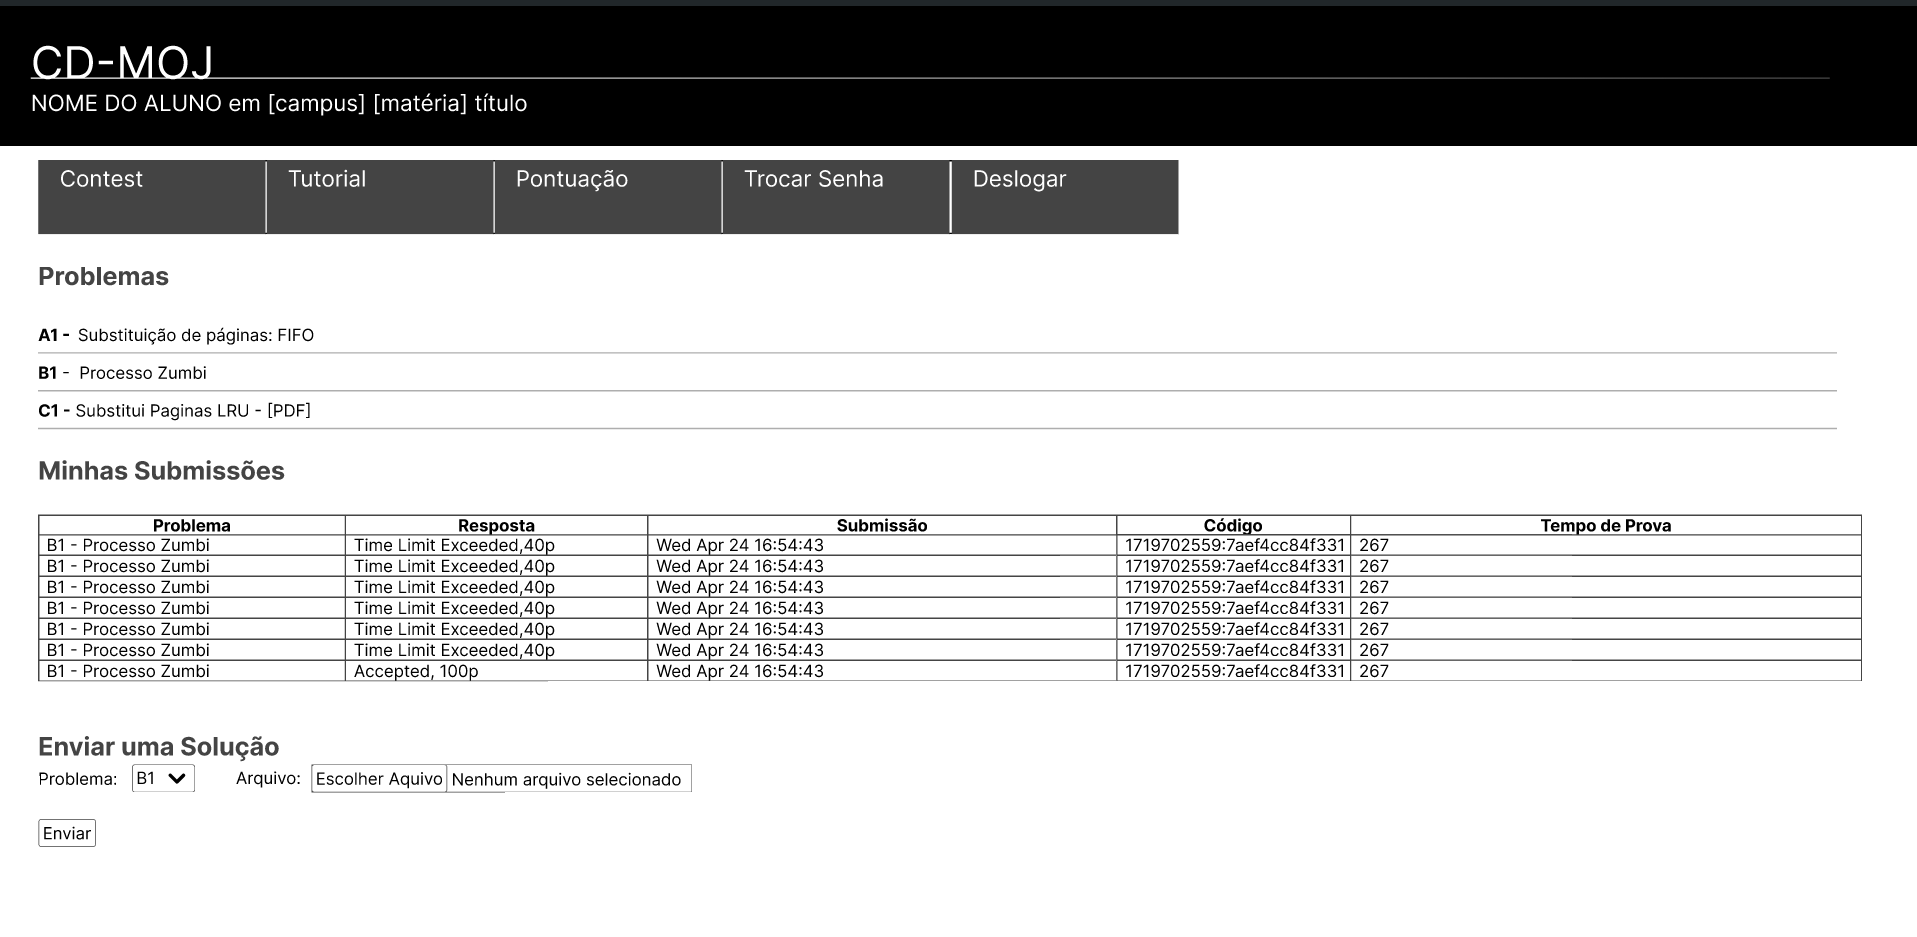 CD-MOJ
NOME DO ALUNO em [campus] [matéria] título
Contest Tutorial Pontuação Trocar Senha Deslogar
Problemas
A1 - Substituição de páginas: FIFO
B1 - Processo Zumbi
C1 - Substitui Paginas LRU - [PDF]
Minhas Submissões
Problema Resposta Submissão Código Tempo de Prova
B1 - Processo Zumbi Time Limit Exceeded,40p Wed Apr 24 16:54:43 1719702559:7aef4cc84f331 267
B1 - Processo Zumbi Time Limit Exceeded,40p Wed Apr 24 16:54:43 1719702559:7aef4cc84f331 267
B1 - Processo Zumbi Time Limit Exceeded,40p Wed Apr 24 16:54:43 1719702559:7aef4cc84f331 267
B1 - Processo Zumbi Time Limit Exceeded,40p Wed Apr 24 16:54:43 1719702559:7aef4cc84f331 267
B1 - Processo Zumbi Time Limit Exceeded,40p Wed Apr 24 16:54:43 1719702559:7aef4cc84f331 267
B1 - Processo Zumbi Time Limit Exceeded,40p Wed Apr 24 16:54:43 1719702559:7aef4cc84f331 267
B1 - Processo Zumbi Accepted, 100p Wed Apr 24 16:54:43 1719702559:7aef4cc84f331 267
Enviar uma Solução
Problema: B1 Arquivo: Escolher Aquivo Nenhum arquivo selecionado
Enviar